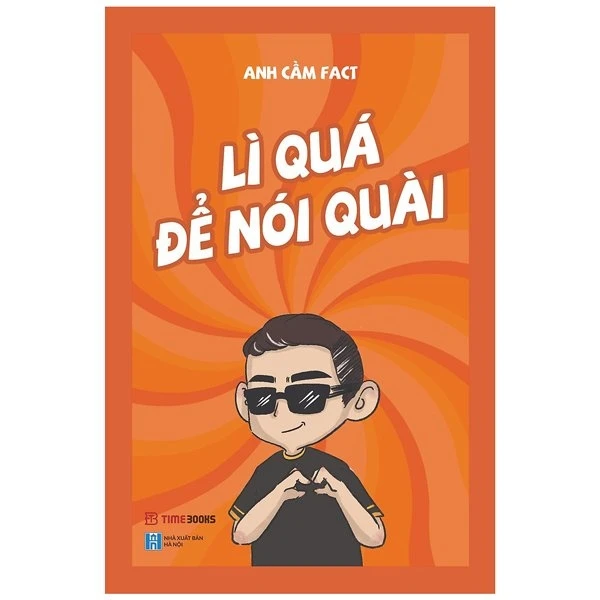 ANH CẦM FACT
LÌ QUÁ
ĐỂ NÓI QUÀI
TIMEBOOKS
NHÀ XUẤT BẢN
HÀ NỘI